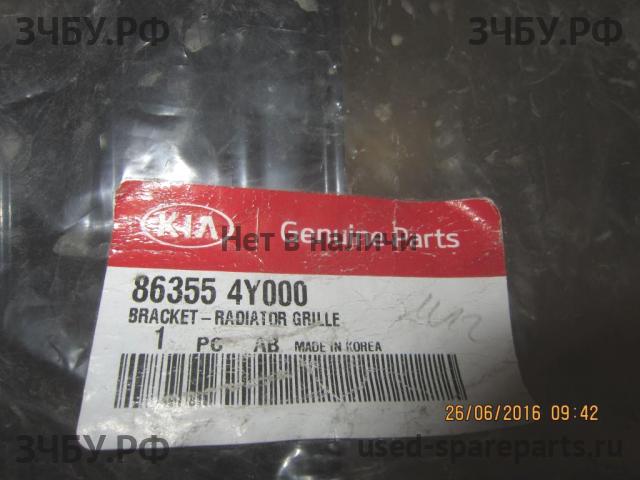 ЗЧБУ.РФ
ЗЧБУ.РФ
KIA Genuine Parts
Нет в наличи
86355 4Y000
BRACKET-RADIATOR GRILLE
1 PC AB MADE IN KOREA
26/06/2016 09:42
ЗЧБУ.РФ
used-spareparts.ru